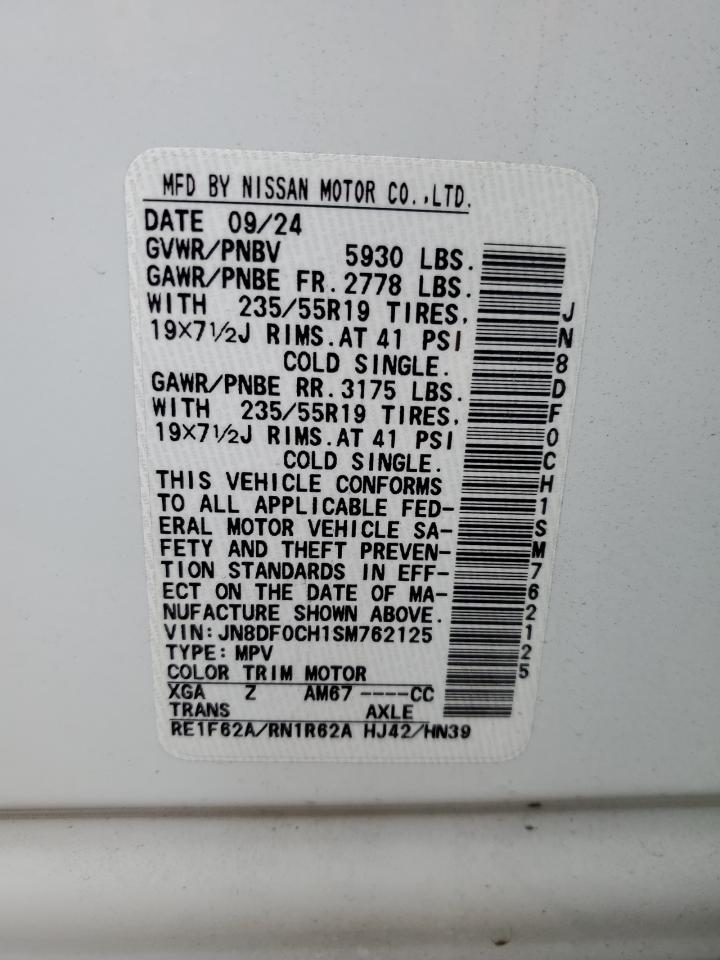 MFD BY NISSAN MOTOR CO.,LTD.
DATE 09/24
GVWR/PNBV 5930 LBS.
GAWR/PNBE FR. 2778 LBS.
WITH 235/55R19 TIRES,
19×7½J RIMS.AT 41 PSI
COLD SINGLE.
GAWR/PNBE RR. 3175 LBS.
WITH 235/55R19 TIRES,
19×7½J RIMS.AT 41 PSI
COLD SINGLE.
THIS VEHICLE CONFORMS
TO ALL APPLICABLE FED-
ERAL MOTOR VEHICLE SA-
FETY AND THEFT PREVEN-
TION STANDARDS IN EFF-
ECT ON THE DATE OF MA-
NUFACTURE SHOWN ABOVE.
VIN:JN8DF0CH1SM762125
TYPE:MPV
COLOR TRIM MOTOR
XGA Z AM67 ----CC
TRANS AXLE
RE1F62A/RN1R62A HJ42/HN39
JN8DF0CH1SM762125